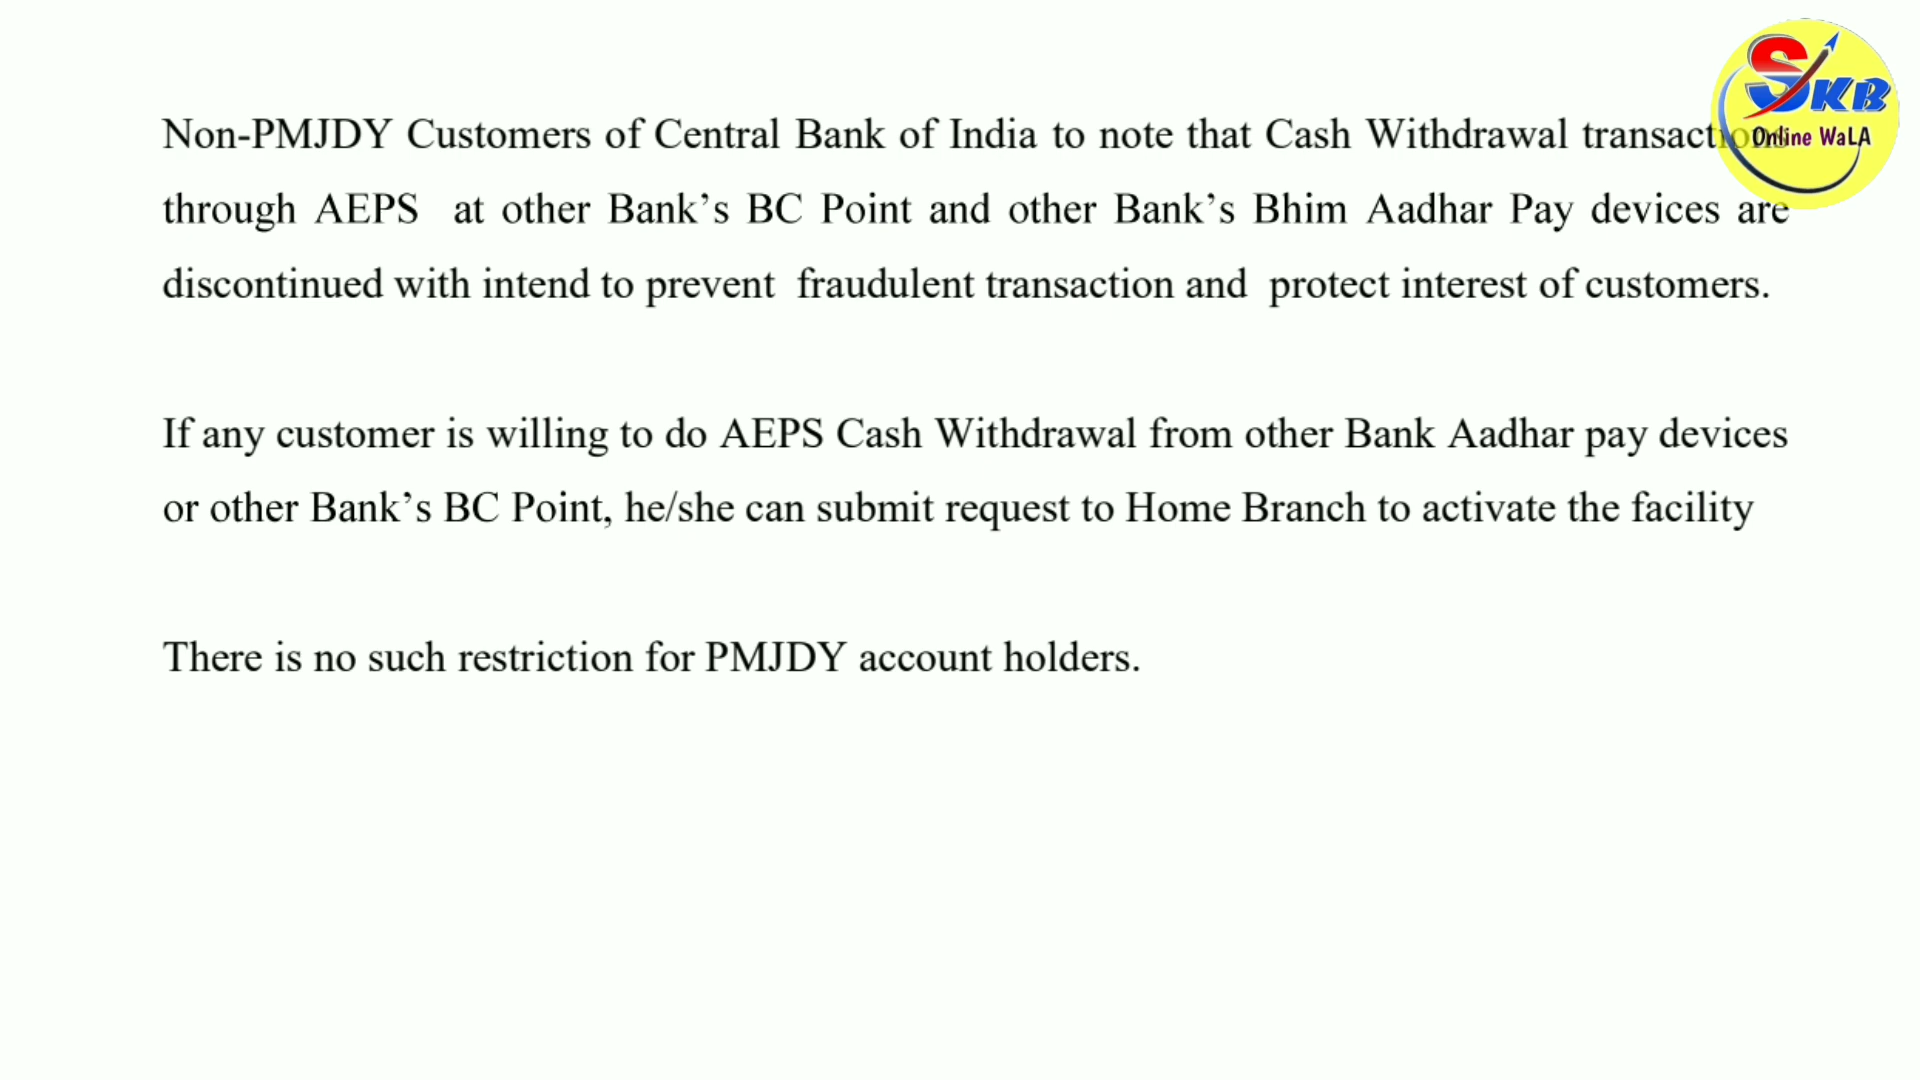 Non-PMJDY Customers of Central Bank of India to note that Cash Withdrawal transactions
through AEPS at other Bank’s BC Point and other Bank’s Bhim Aadhar Pay devices are
discontinued with intend to prevent fraudulent transaction and protect interest of customers.
If any customer is willing to do AEPS Cash Withdrawal from other Bank Aadhar pay devices
or other Bank’s BC Point, he/she can submit request to Home Branch to activate the facility
There is no such restriction for PMJDY account holders.
SKB
Online WaLA